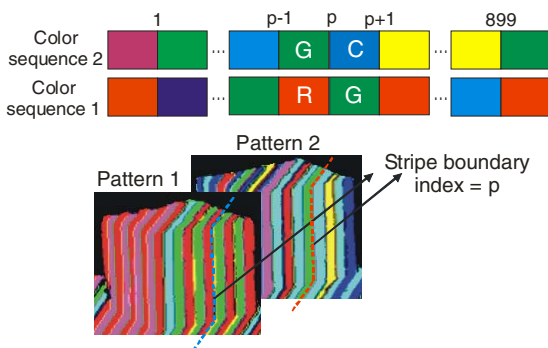 1 p-1 p p+1 899
Color sequence 2
... G C ...
Color sequence 1
... R G ...
Pattern 2
Pattern 1
Stripe boundary
index = p